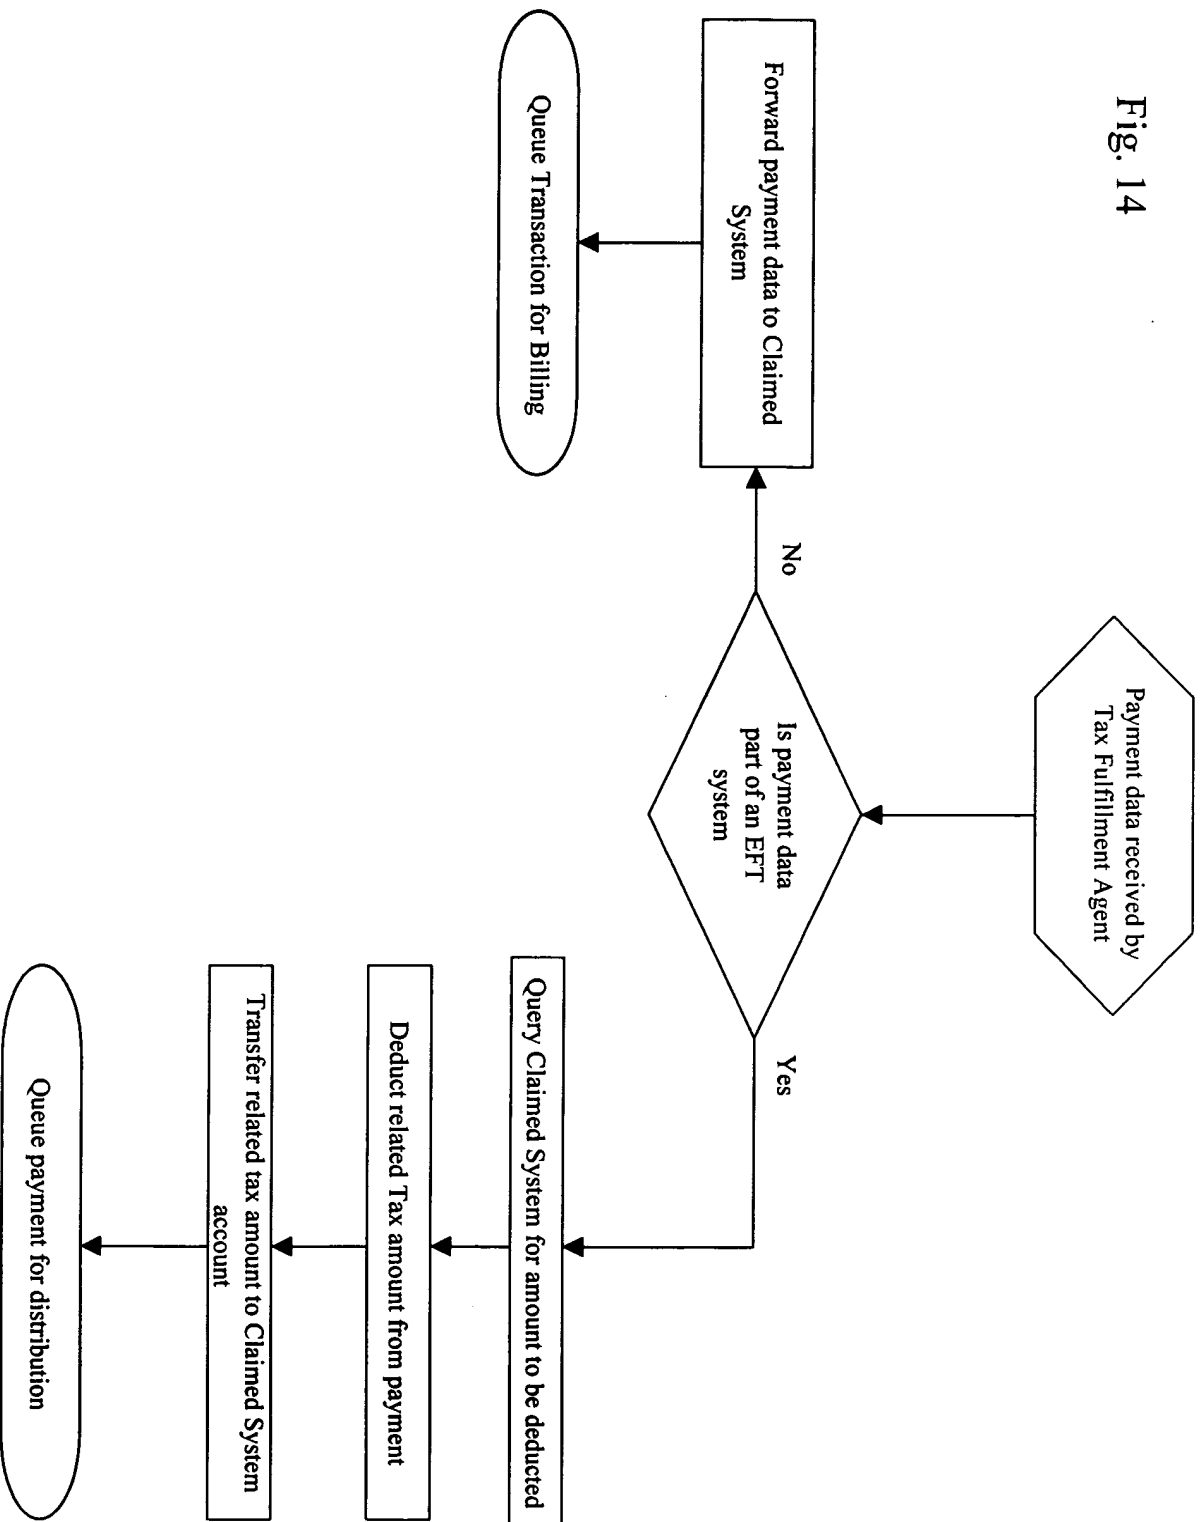 Fig. 14
Payment data received by
Tax Fulfillment Agent
Is payment data
part of an EFT
system
No
Yes
Forward payment data to Claimed
System
Queue Transaction for Billing
Query Claimed System for amount to be deducted
Deduct related Tax amount from payment
Transfer related tax amount to Claimed System
account
Queue payment for distribution